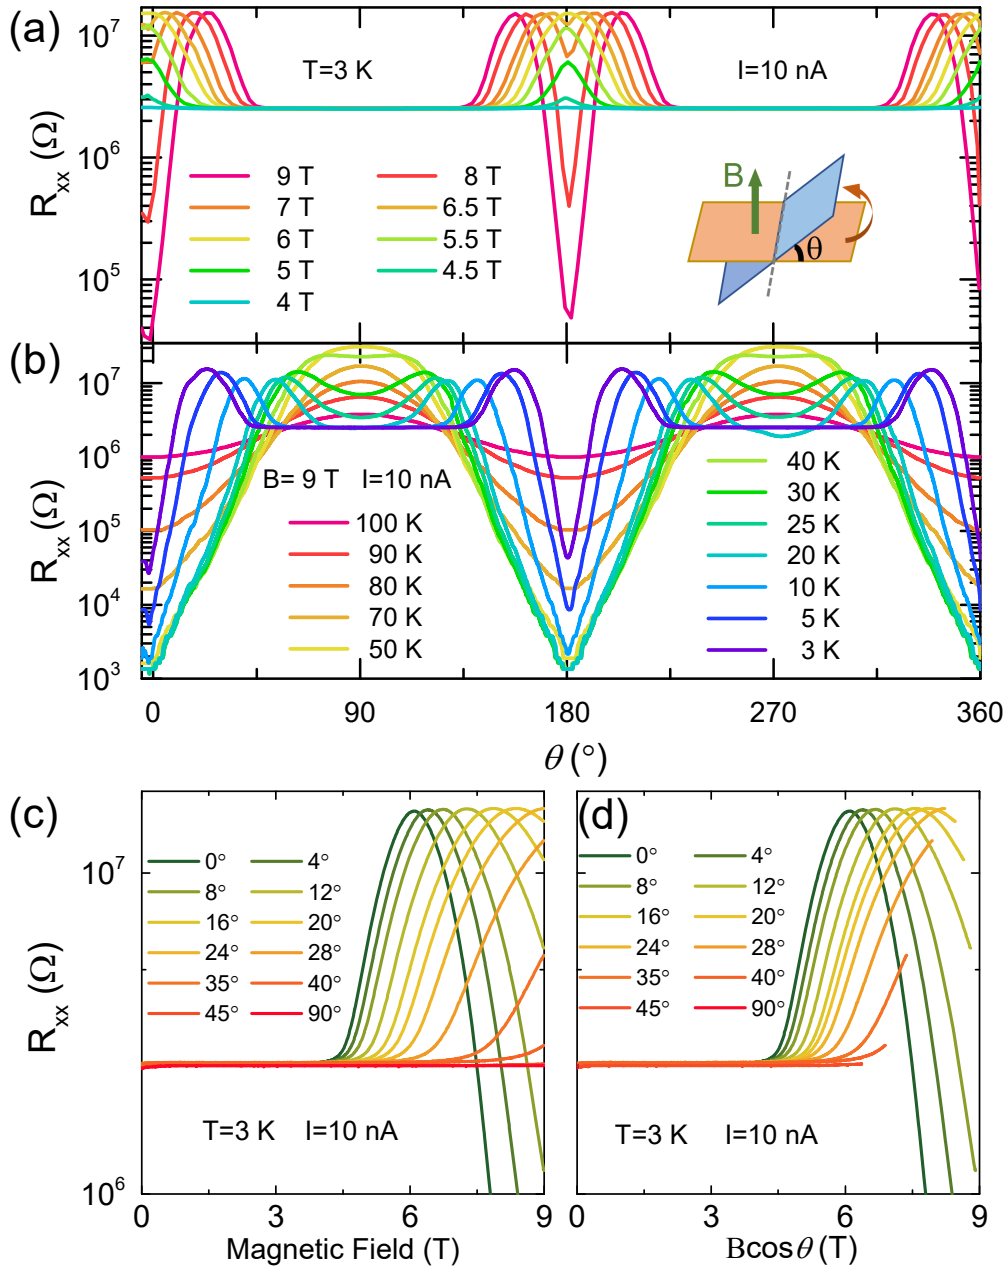 (a)
10⁷
10⁶
10⁵
Rxx (Ω)
T=3 K
I=10 nA
9 T
8 T
7 T
6.5 T
6 T
5.5 T
5 T
4.5 T
4 T
B
θ
(b)
10⁷
10⁶
10⁵
10⁴
10³
Rxx (Ω)
B= 9 T I=10 nA
100 K
90 K
80 K
70 K
50 K
40 K
30 K
25 K
20 K
10 K
5 K
3 K
0 90 180 270 360
θ (°)
(c)
10⁷
10⁶
Rxx (Ω)
0° 4°
8° 12°
16° 20°
24° 28°
35° 40°
45° 90°
T=3 K I=10 nA
0 3 6 9
Magnetic Field (T)
(d)
0° 4°
8° 12°
16° 20°
24° 28°
35° 40°
45° 90°
T=3 K I=10 nA
0 3 6 9
Bcosθ (T)